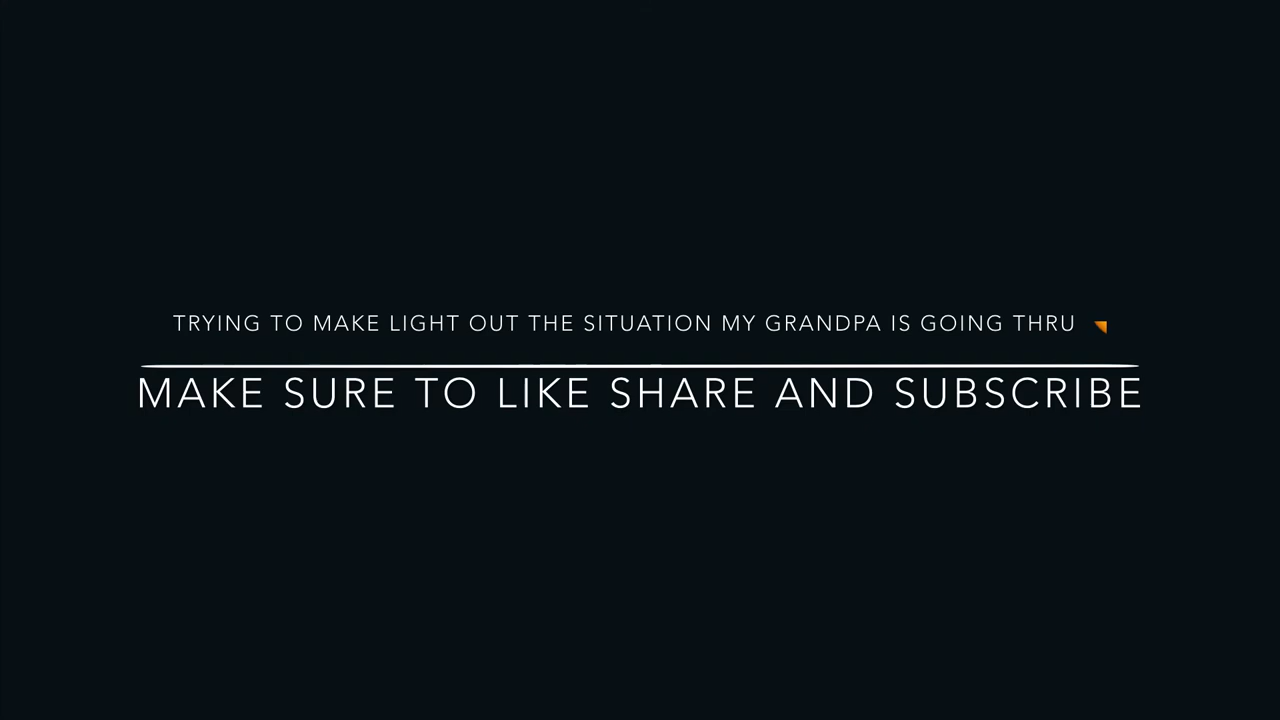 TRYING TO MAKE LIGHT OUT THE SITUATION MY GRANDPA IS GOING THRU
MAKE SURE TO LIKE SHARE AND SUBSCRIBE